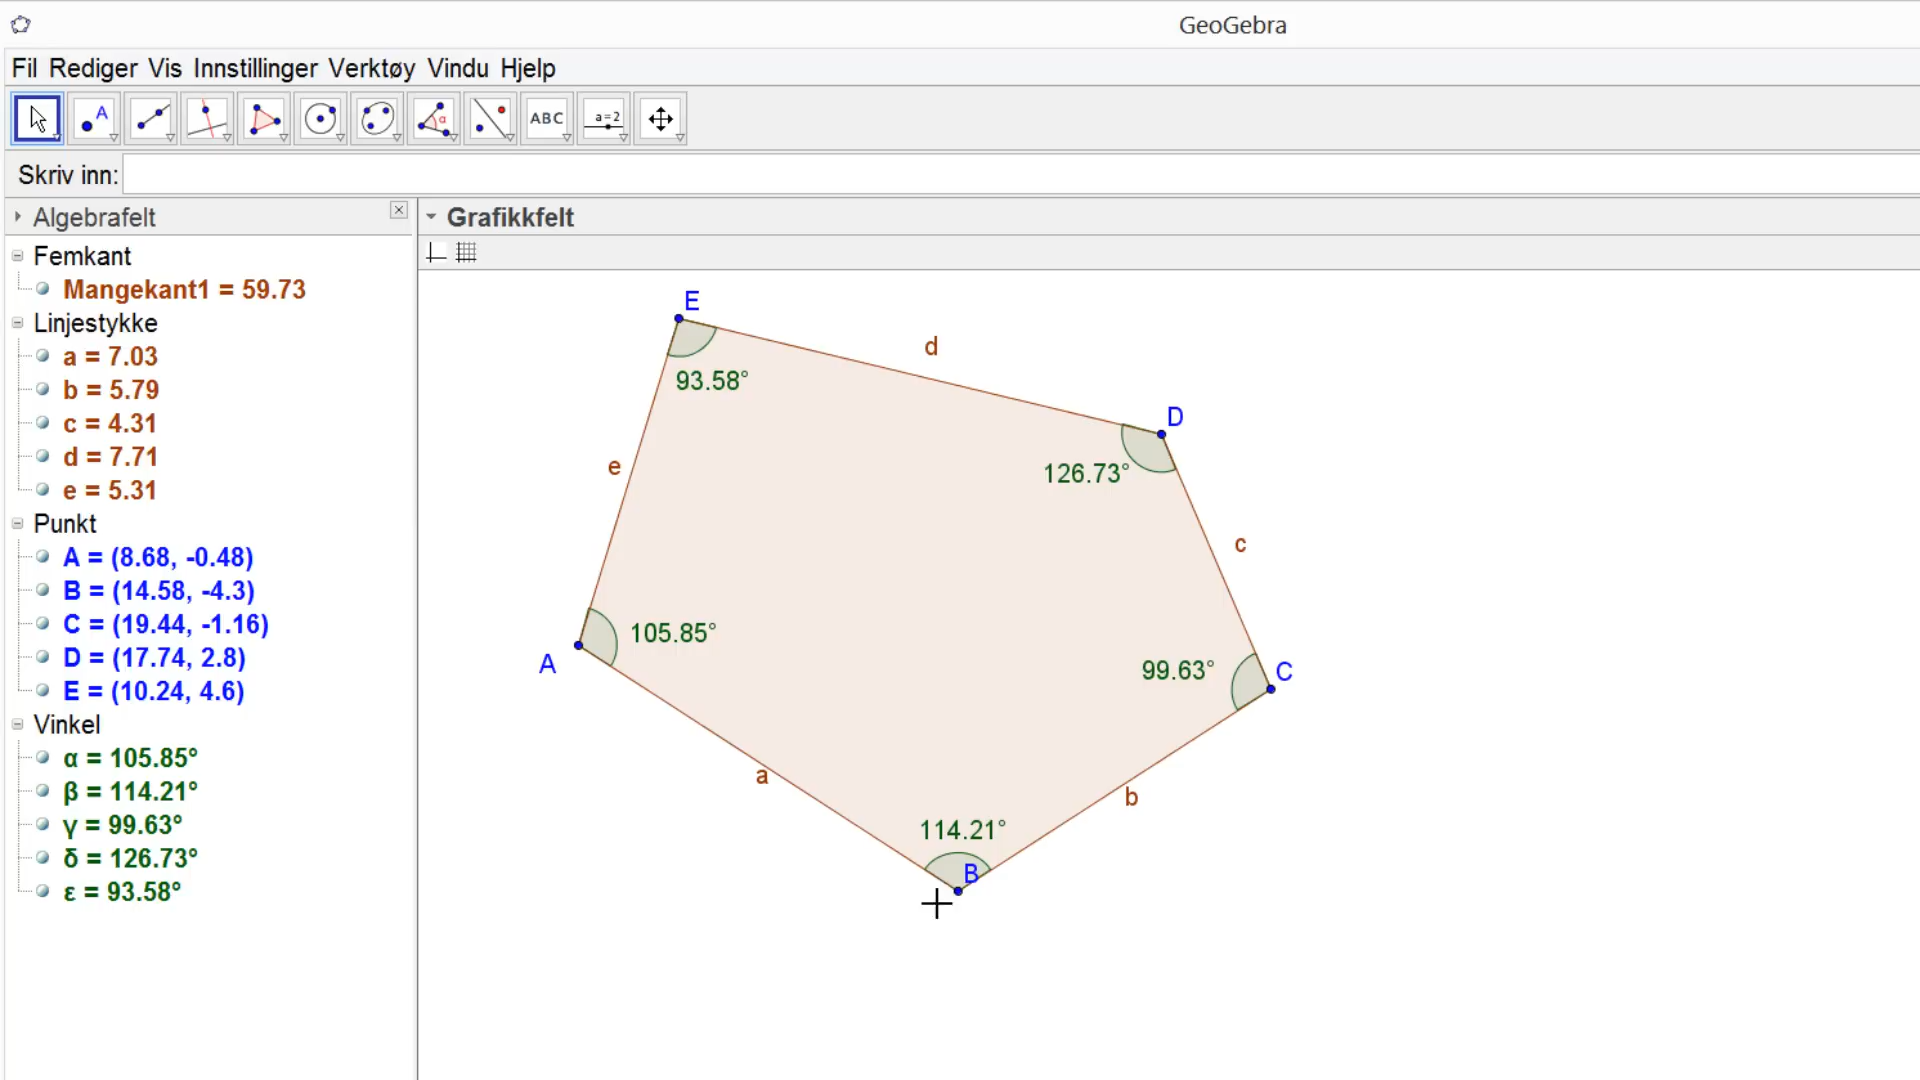 GeoGebra
Fil Rediger Vis Innstillinger Verktøy Vindu Hjelp
A α ABC a=2
Skriv inn:
Algebrafelt
Grafikkfelt
Femkant
Mangekant1 = 59.73
Linjestykke
a = 7.03
b = 5.79
c = 4.31
d = 7.71
e = 5.31
Punkt
A = (8.68, -0.48)
B = (14.58, -4.3)
C = (19.44, -1.16)
D = (17.74, 2.8)
E = (10.24, 4.6)
Vinkel
α = 105.85°
β = 114.21°
γ = 99.63°
δ = 126.73°
ε = 93.58°
E
d
93.58°
D
126.73°
e
c
105.85°
A
99.63°
C
a
b
114.21°
B